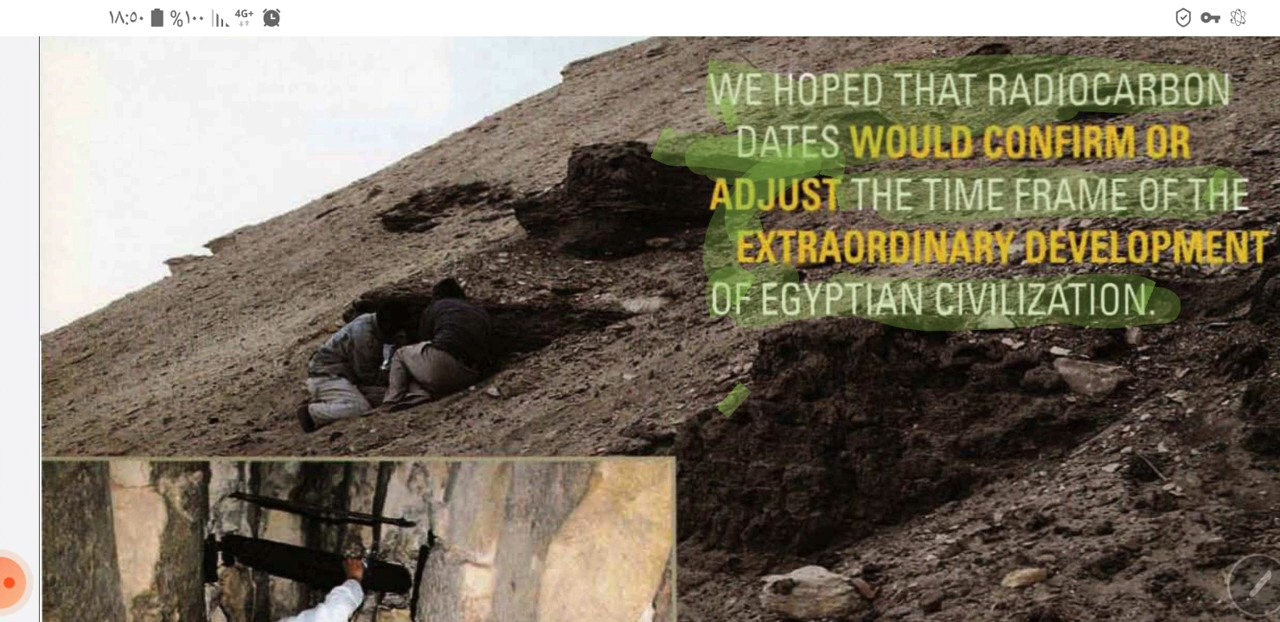 ١٨:٥٠
%١٠٠
4G+
WE HOPED THAT RADIOCARBON
DATES WOULD CONFIRM OR
ADJUST THE TIME FRAME OF THE
EXTRAORDINARY DEVELOPMENT
OF EGYPTIAN CIVILIZATION.